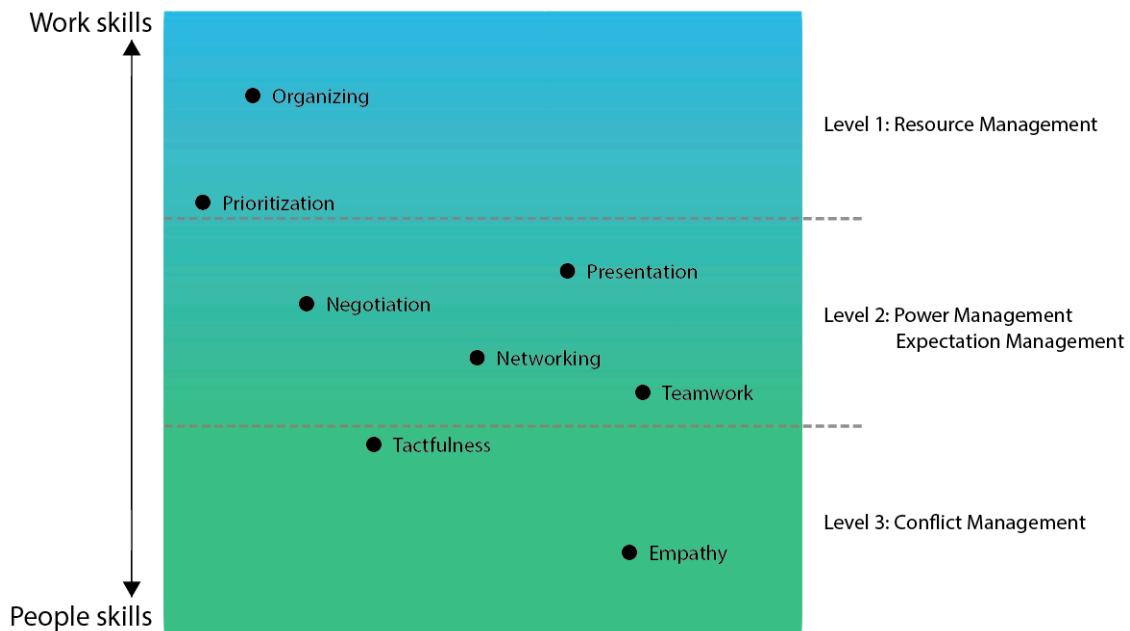 Work skills
Organizing
Level 1: Resource Management
Prioritization
Presentation
Negotiation
Level 2: Power Management
Expectation Management
Networking
Teamwork
Tactfulness
Level 3: Conflict Management
Empathy
People skills